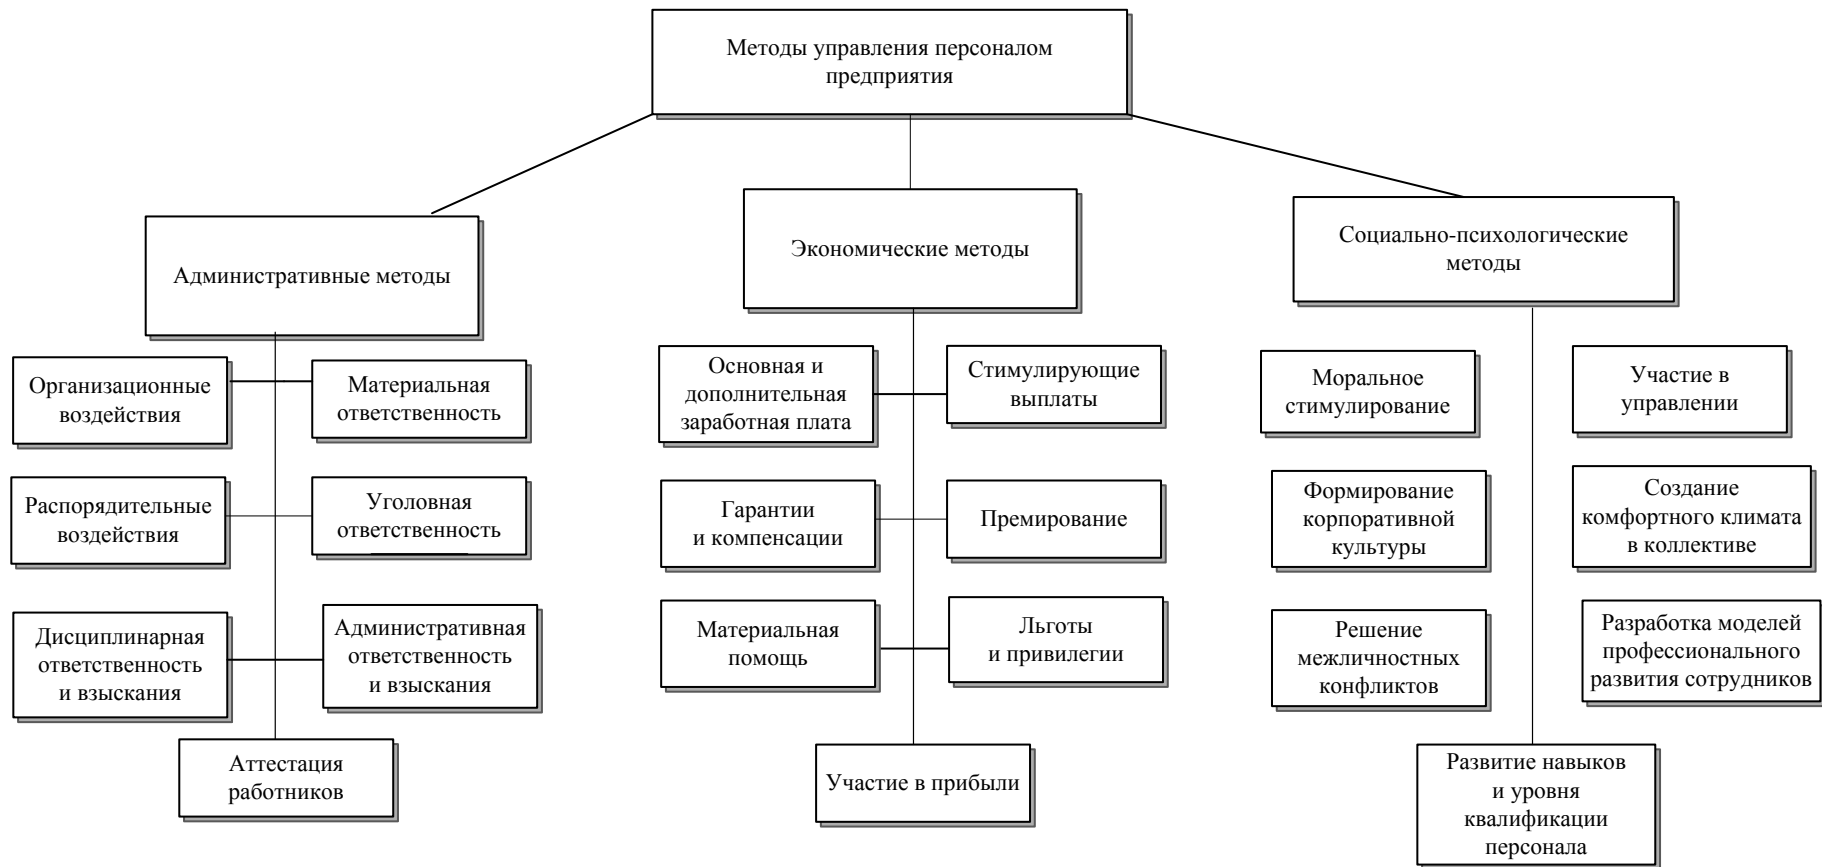 Методы управления персоналом
предприятия
Административные методы
Экономические методы
Социально-психологические
методы
Организационные
воздействия
Материальная
ответственность
Распорядительные
воздействия
Уголовная
ответственность
Дисциплинарная
ответственность
и взыскания
Административная
ответственность
и взыскания
Аттестация
работников
Основная и
дополнительная
заработная плата
Стимулирующие
выплаты
Гарантии
и компенсации
Премирование
Материальная
помощь
Льготы
и привилегии
Участие в прибыли
Моральное
стимулирование
Участие в
управлении
Формирование
корпоративной
культуры
Создание
комфортного климата
в коллективе
Решение
межличностных
конфликтов
Разработка моделей
профессионального
развития сотрудников
Развитие навыков
и уровня
квалификации
персонала